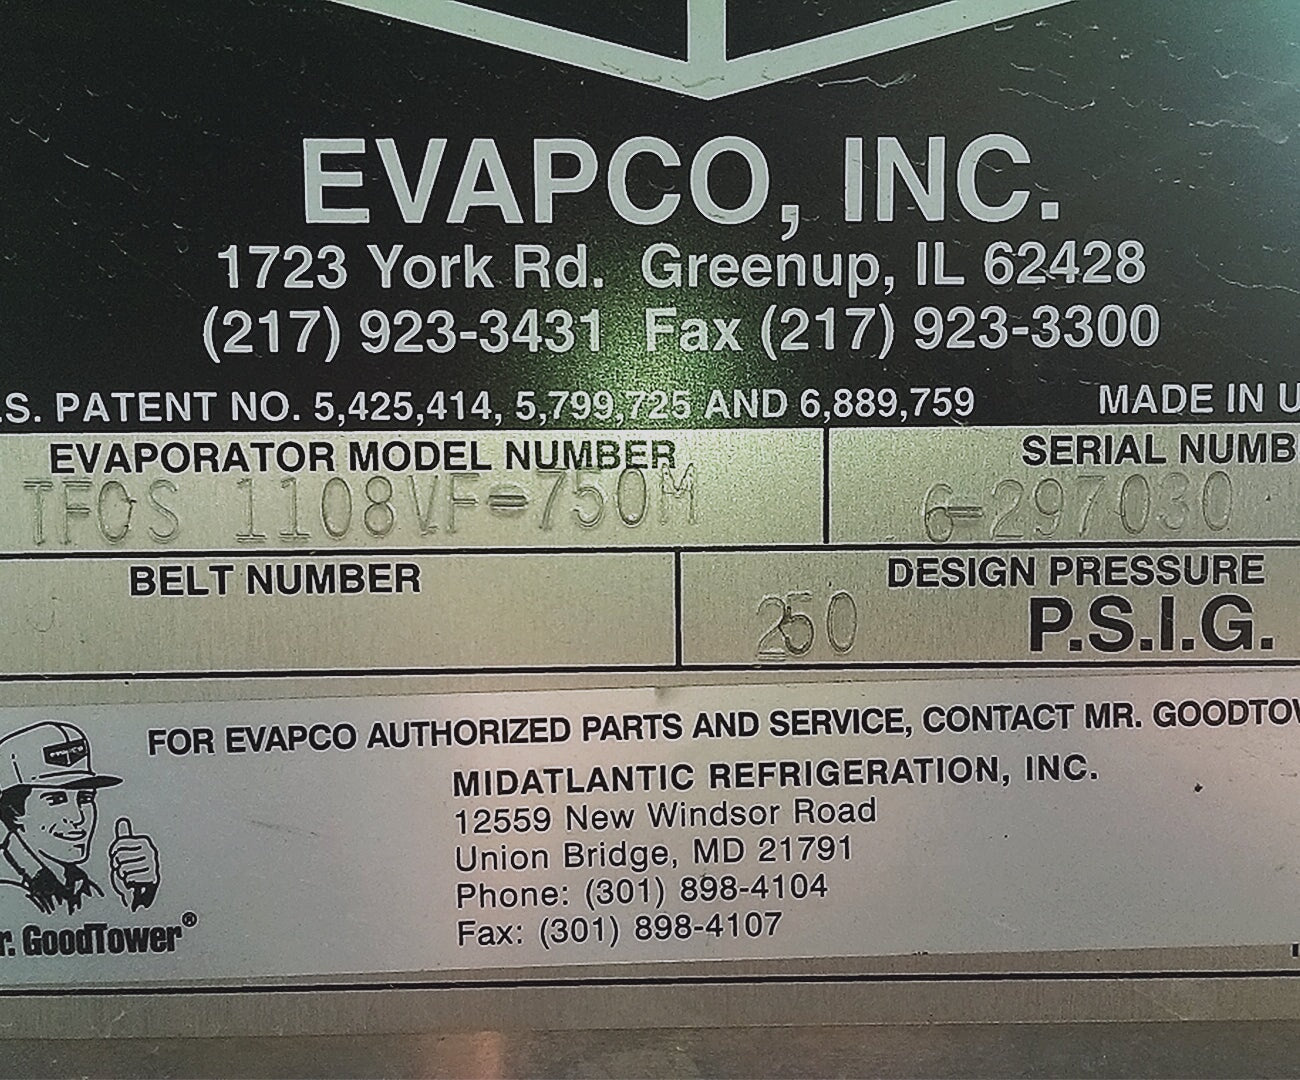 EVAPCO, INC.
1723 York Rd. Greenup, IL 62428
(217) 923-3431 Fax (217) 923-3300
.S. PATENT NO. 5,425,414, 5,799,725 AND 6,889,759 MADE IN U
EVAPORATOR MODEL NUMBER SERIAL NUMB
1108VF-750M 6-297030
BELT NUMBER DESIGN PRESSURE
250 P.S.I.G.
FOR EVAPCO AUTHORIZED PARTS AND SERVICE, CONTACT MR. GOODTOW
MIDATLANTIC REFRIGERATION, INC.
12559 New Windsor Road
Union Bridge, MD 21791
Phone: (301) 898-4104
Fax: (301) 898-4107
r. GoodTower®